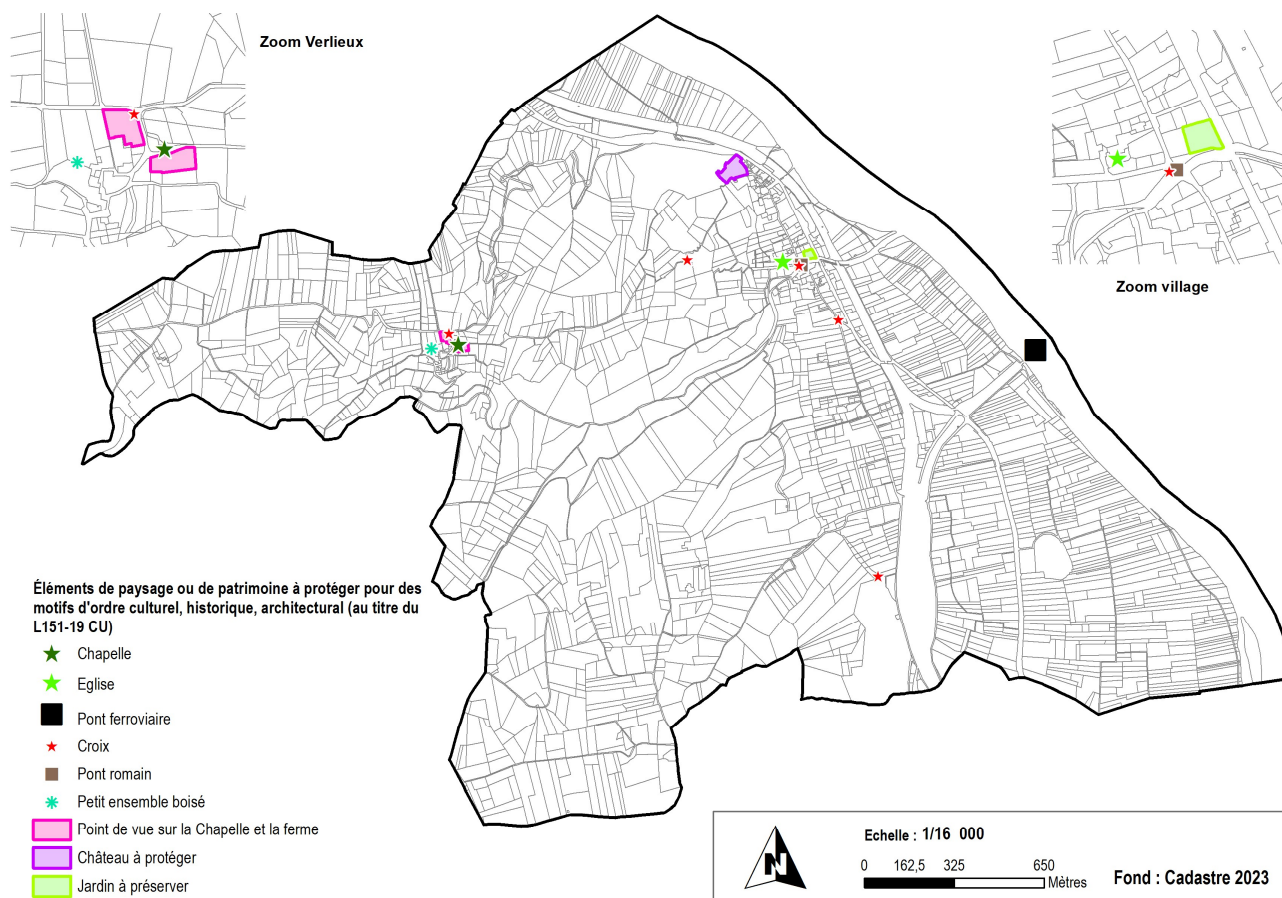 Zoom Verlieux
Zoom village
Éléments de paysage ou de patrimoine à protéger pour des
motifs d'ordre culturel, historique, architectural (au titre du
L151-19 CU)
Chapelle
Eglise
Pont ferroviaire
Croix
Pont romain
Petit ensemble boisé
Point de vue sur la Chapelle et la ferme
Château à protéger
Jardin à préserver
N
Echelle : 1/16 000
0 162,5 325 650
Mètres
Fond : Cadastre 2023